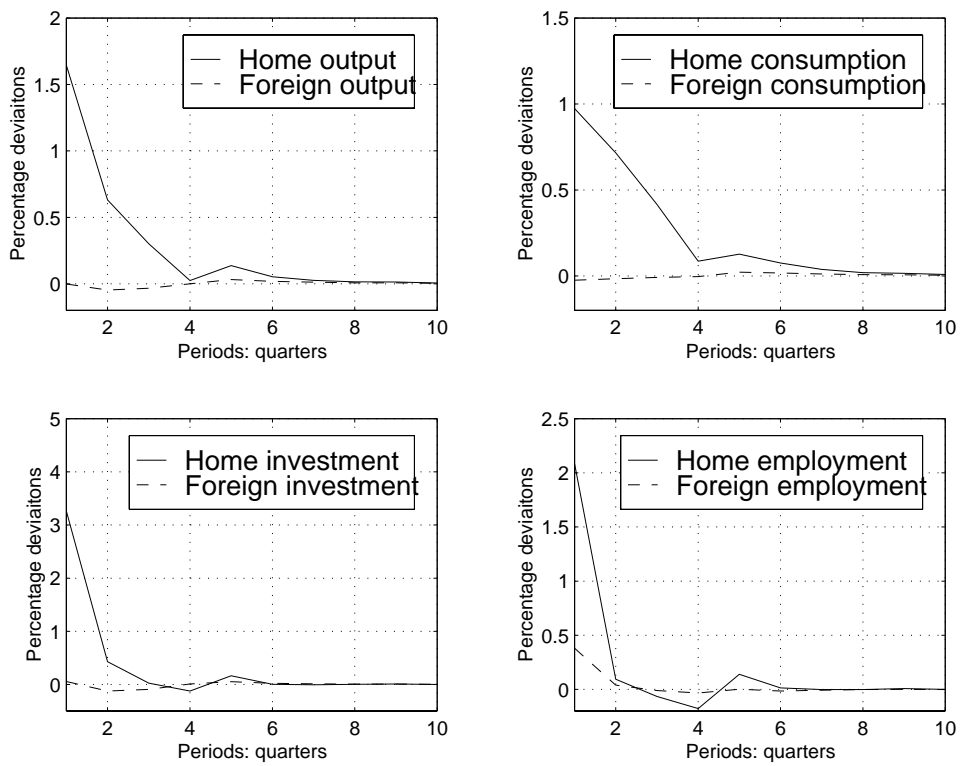 2
1.5
1
0.5
0
Percentage deviaitons
Home output
Foreign output
2 4 6 8 10
Periods: quarters
1.5
1
0.5
0
Percentage deviaitons
Home consumption
Foreign consumption
2 4 6 8 10
Periods: quarters
5
4
3
2
1
0
Percentage deviaitons
Home investment
Foreign investment
2 4 6 8 10
Periods: quarters
2.5
2
1.5
1
0.5
0
Percentage deviaitons
Home employment
Foreign employment
2 4 6 8 10
Periods: quarters